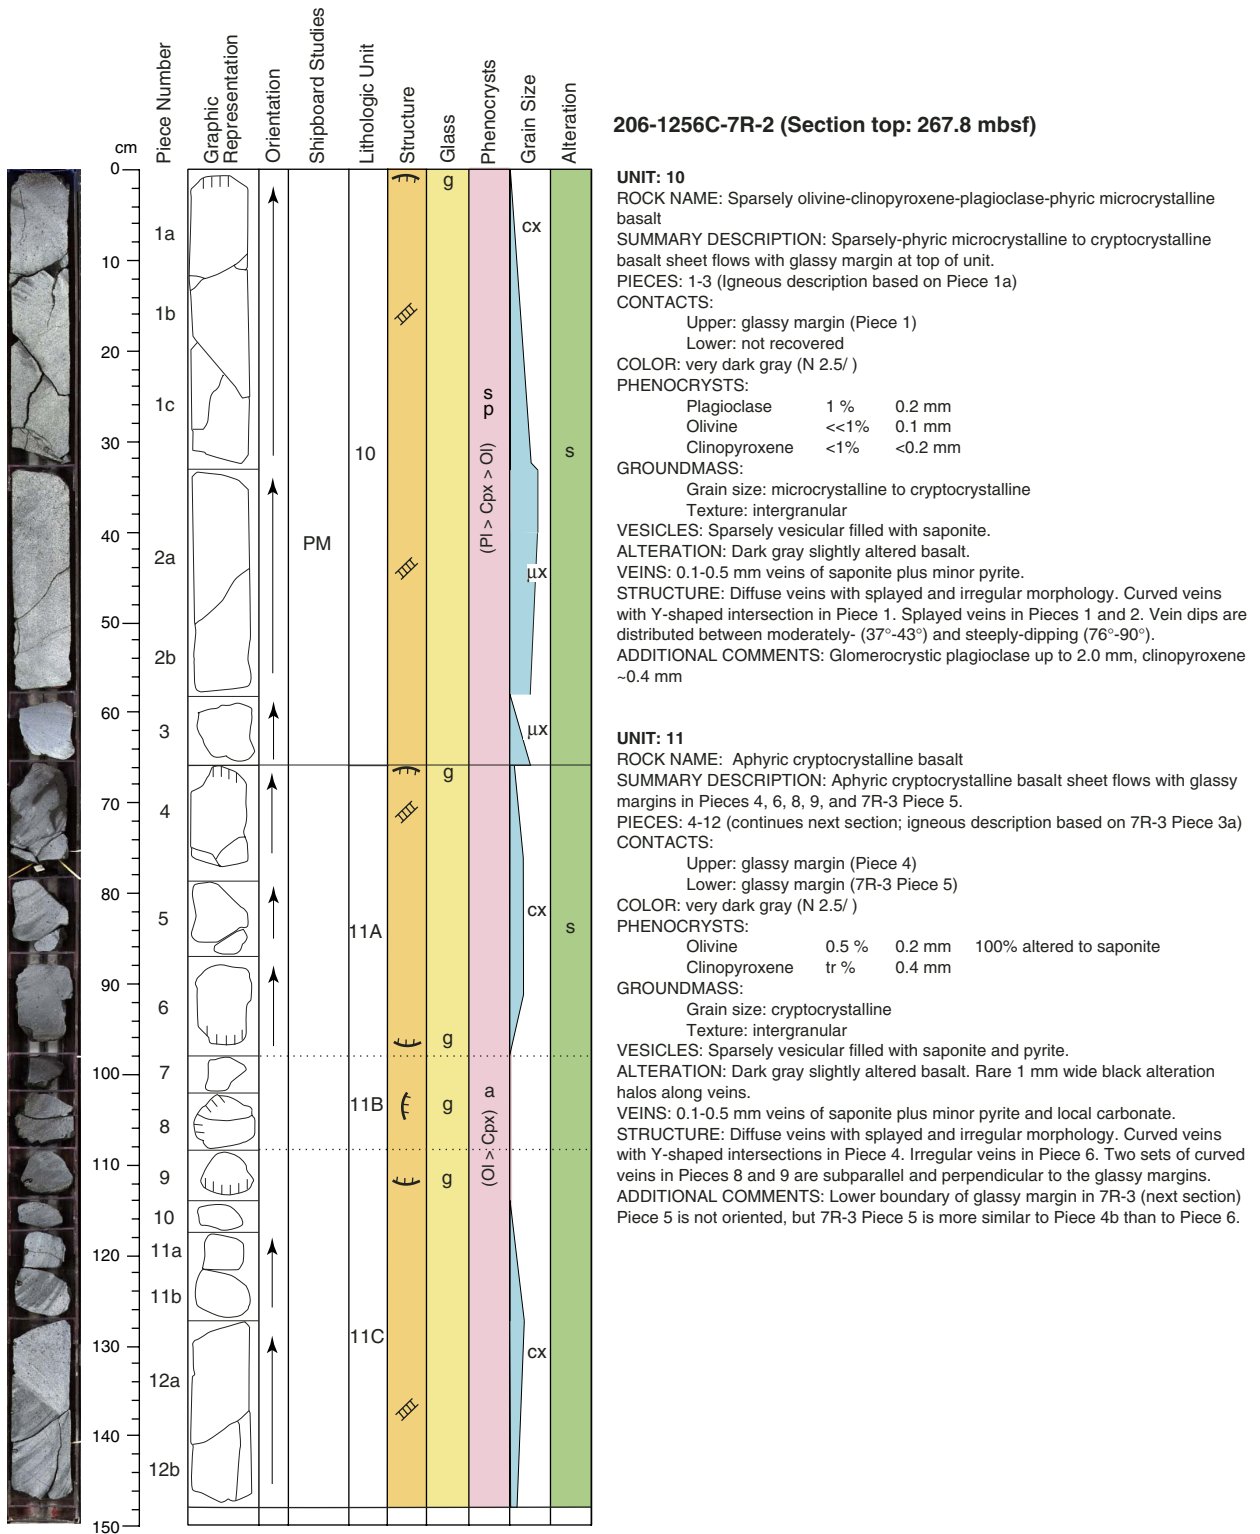 Piece Number
Graphic
Representation
Orientation
Shipboard Studies
Lithologic Unit
Structure
Glass
Phenocrysts
Grain Size
Alteration
cm
0
10
20
30
40
50
60
70
80
90
100
110
120
130
140
150
1a
1b
1c
2a
2b
3
4
5
6
7
8
9
10
11a
11b
12a
12b
PM
10
11A
11B
11C
g
g
g
g
g
s
p
(Pl > Cpx > Ol)
a
(Ol > Cpx)
cx
µx
µx
cx
cx
s
s
206-1256C-7R-2 (Section top: 267.8 mbsf)
UNIT: 10
ROCK NAME: Sparsely olivine-clinopyroxene-plagioclase-phyric microcrystalline
basalt
SUMMARY DESCRIPTION: Sparsely-phyric microcrystalline to cryptocrystalline
basalt sheet flows with glassy margin at top of unit.
PIECES: 1-3 (Igneous description based on Piece 1a)
CONTACTS:
Upper: glassy margin (Piece 1)
Lower: not recovered
COLOR: very dark gray (N 2.5/ )
PHENOCRYSTS:
Plagioclase 1 % 0.2 mm
Olivine <<1% 0.1 mm
Clinopyroxene <1% <0.2 mm
GROUNDMASS:
Grain size: microcrystalline to cryptocrystalline
Texture: intergranular
VESICLES: Sparsely vesicular filled with saponite.
ALTERATION: Dark gray slightly altered basalt.
VEINS: 0.1-0.5 mm veins of saponite plus minor pyrite.
STRUCTURE: Diffuse veins with splayed and irregular morphology. Curved veins
with Y-shaped intersection in Piece 1. Splayed veins in Pieces 1 and 2. Vein dips are
distributed between moderately- (37°-43°) and steeply-dipping (76°-90°).
ADDITIONAL COMMENTS: Glomerocrystic plagioclase up to 2.0 mm, clinopyroxene
~0.4 mm
UNIT: 11
ROCK NAME: Aphyric cryptocrystalline basalt
SUMMARY DESCRIPTION: Aphyric cryptocrystalline basalt sheet flows with glassy
margins in Pieces 4, 6, 8, 9, and 7R-3 Piece 5.
PIECES: 4-12 (continues next section; igneous description based on 7R-3 Piece 3a)
CONTACTS:
Upper: glassy margin (Piece 4)
Lower: glassy margin (7R-3 Piece 5)
COLOR: very dark gray (N 2.5/ )
PHENOCRYSTS:
Olivine 0.5 % 0.2 mm 100% altered to saponite
Clinopyroxene tr % 0.4 mm
GROUNDMASS:
Grain size: cryptocrystalline
Texture: intergranular
VESICLES: Sparsely vesicular filled with saponite and pyrite.
ALTERATION: Dark gray slightly altered basalt. Rare 1 mm wide black alteration
halos along veins.
VEINS: 0.1-0.5 mm veins of saponite plus minor pyrite and local carbonate.
STRUCTURE: Diffuse veins with splayed and irregular morphology. Curved veins
with Y-shaped intersections in Piece 4. Irregular veins in Piece 6. Two sets of curved
veins in Pieces 8 and 9 are subparallel and perpendicular to the glassy margins.
ADDITIONAL COMMENTS: Lower boundary of glassy margin in 7R-3 (next section)
Piece 5 is not oriented, but 7R-3 Piece 5 is more similar to Piece 4b than to Piece 6.